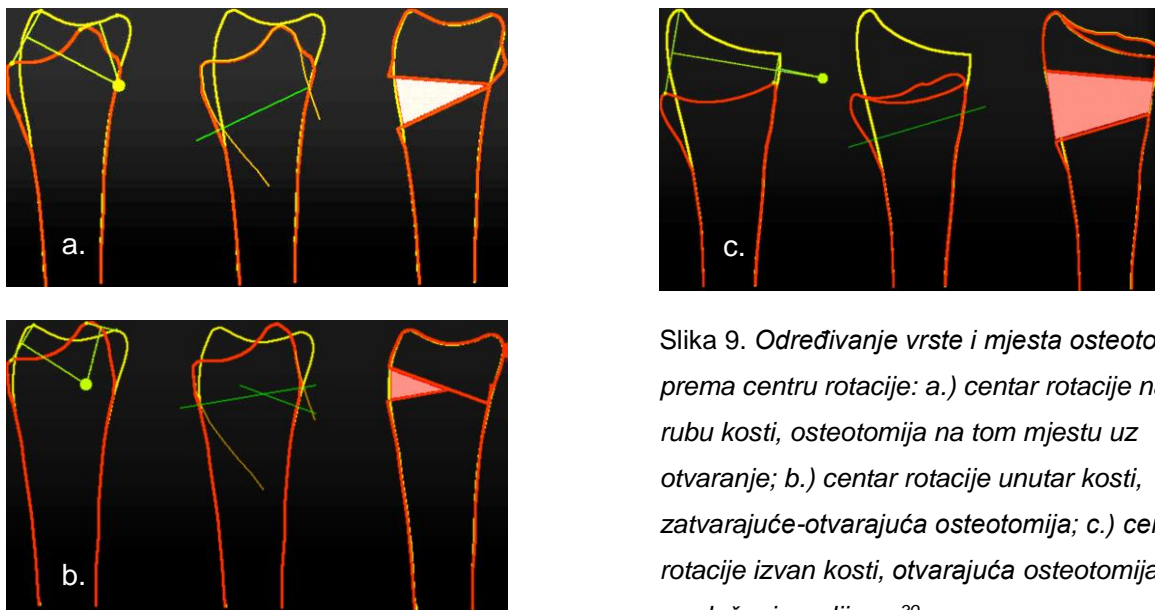 a.
b.
c.
Slika 9. Određivanje vrste i mjesta
prema centru rotacije: a.) centar rotacije
rubu kosti, osteotomija na tom mjestu uz
otvaranje; b.) centar rotacije unutar kosti,
zatvarajuće-otvarajuća osteotomija; c.)
rotacije izvan kosti, otvarajuća osteotomija